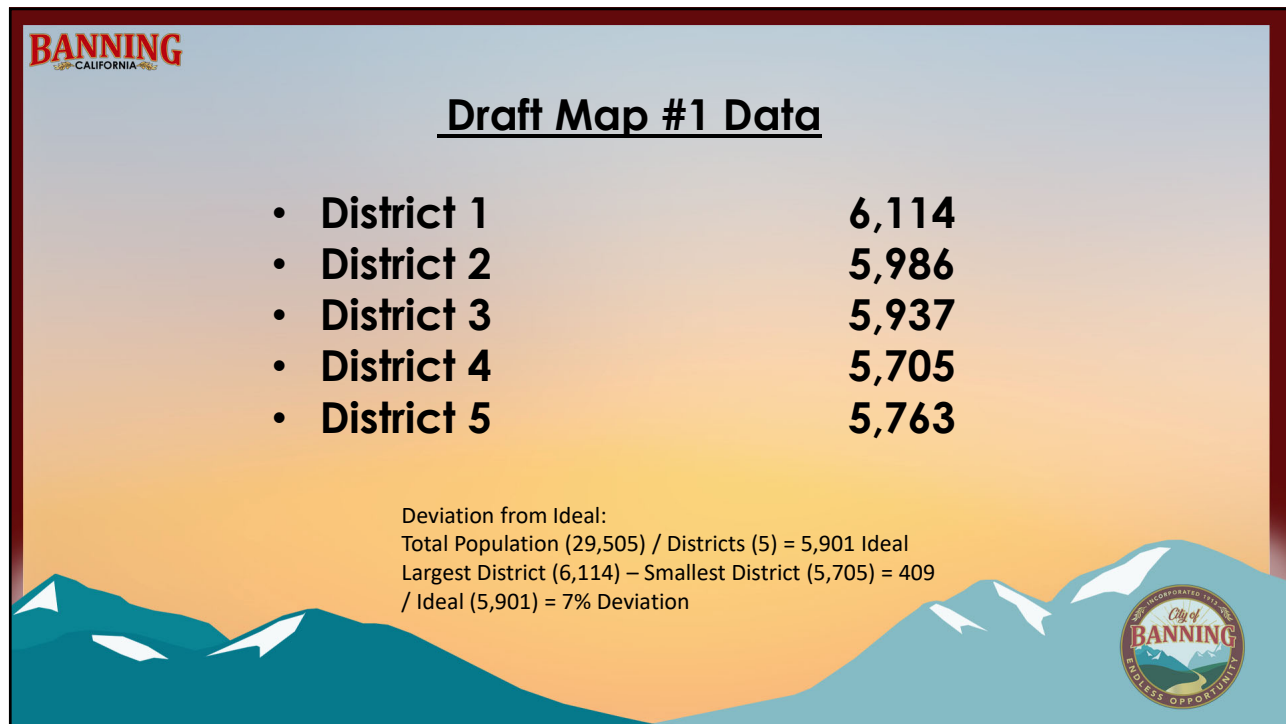 BANNING
CALIFORNIA
Draft Map #1 Data
• District 1 6,114
• District 2 5,986
• District 3 5,937
• District 4 5,705
• District 5 5,763
Deviation from Ideal:
Total Population (29,505) / Districts (5) = 5,901 Ideal
Largest District (6,114) – Smallest District (5,705) = 409
/ Ideal (5,901) = 7% Deviation
INCORPORATED 1913
City of
BANNING
ENDLESS OPPORTUNITY